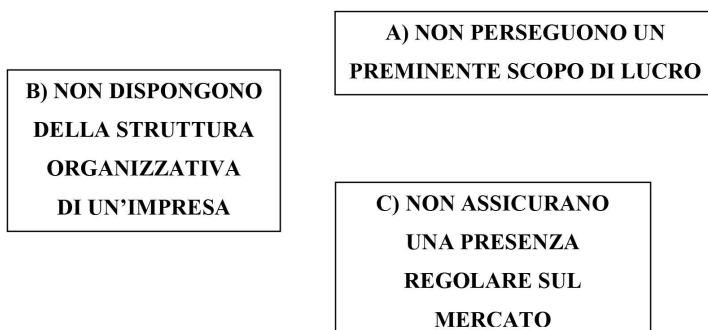 A) NON PERSEGUONO UN
PREMINENTE SCOPO DI LUCRO
B) NON DISPONGONO
DELLA STRUTTURA
ORGANIZZATIVA
DI UN’IMPRESA
C) NON ASSICURANO
UNA PRESENZA
REGOLARE SUL
MERCATO